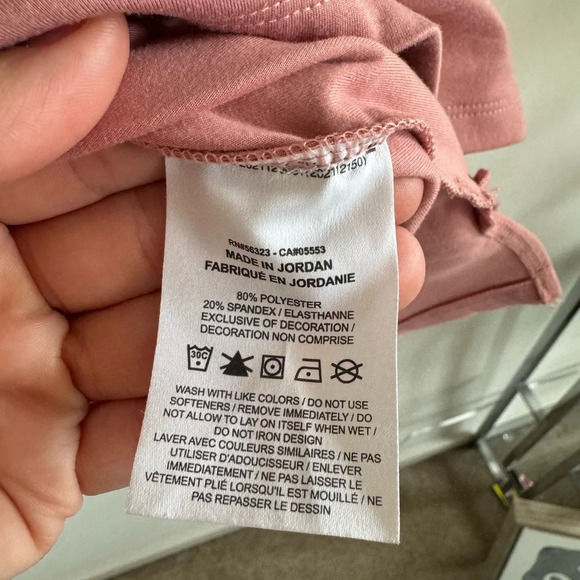 RN#56323 - CA#05553
MADE IN JORDAN
FABRIQUÉ EN JORDANIE
80% POLYESTER
20% SPANDEX / ELASTHANNE
EXCLUSIVE OF DECORATION /
DECORATION NON COMPRISE
30C
WASH WITH LIKE COLORS / DO NOT USE
SOFTENERS / REMOVE IMMEDIATELY / DO
NOT ALLOW TO LAY ON ITSELF WHEN WET /
DO NOT IRON DESIGN
LAVER AVEC COULEURS SIMILAIRES / NE PAS
UTILISER D'ADOUCISSEUR / ENLEVER
IMMÉDIATEMENT / NE PAS LAISSER LE
VÊTEMENT PLIÉ LORSQU'IL EST MOUILLÉ / NE
PAS REPASSER LE DESSIN